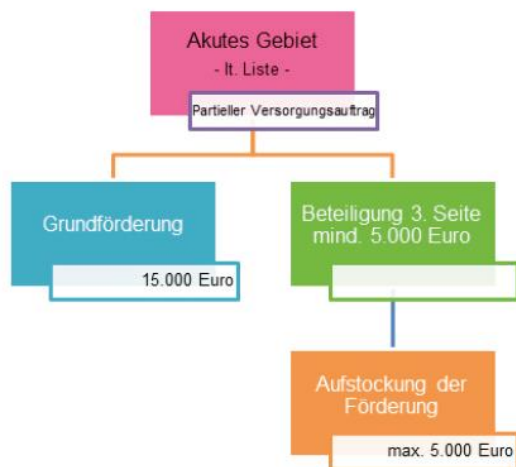 Akutes Gebiet
- lt. Liste -
Partieller Versorgungsauftrag
Grundförderung
15.000 Euro
Beteiligung 3. Seite
mind. 5.000 Euro
Aufstockung der
Förderung
max. 5.000 Euro